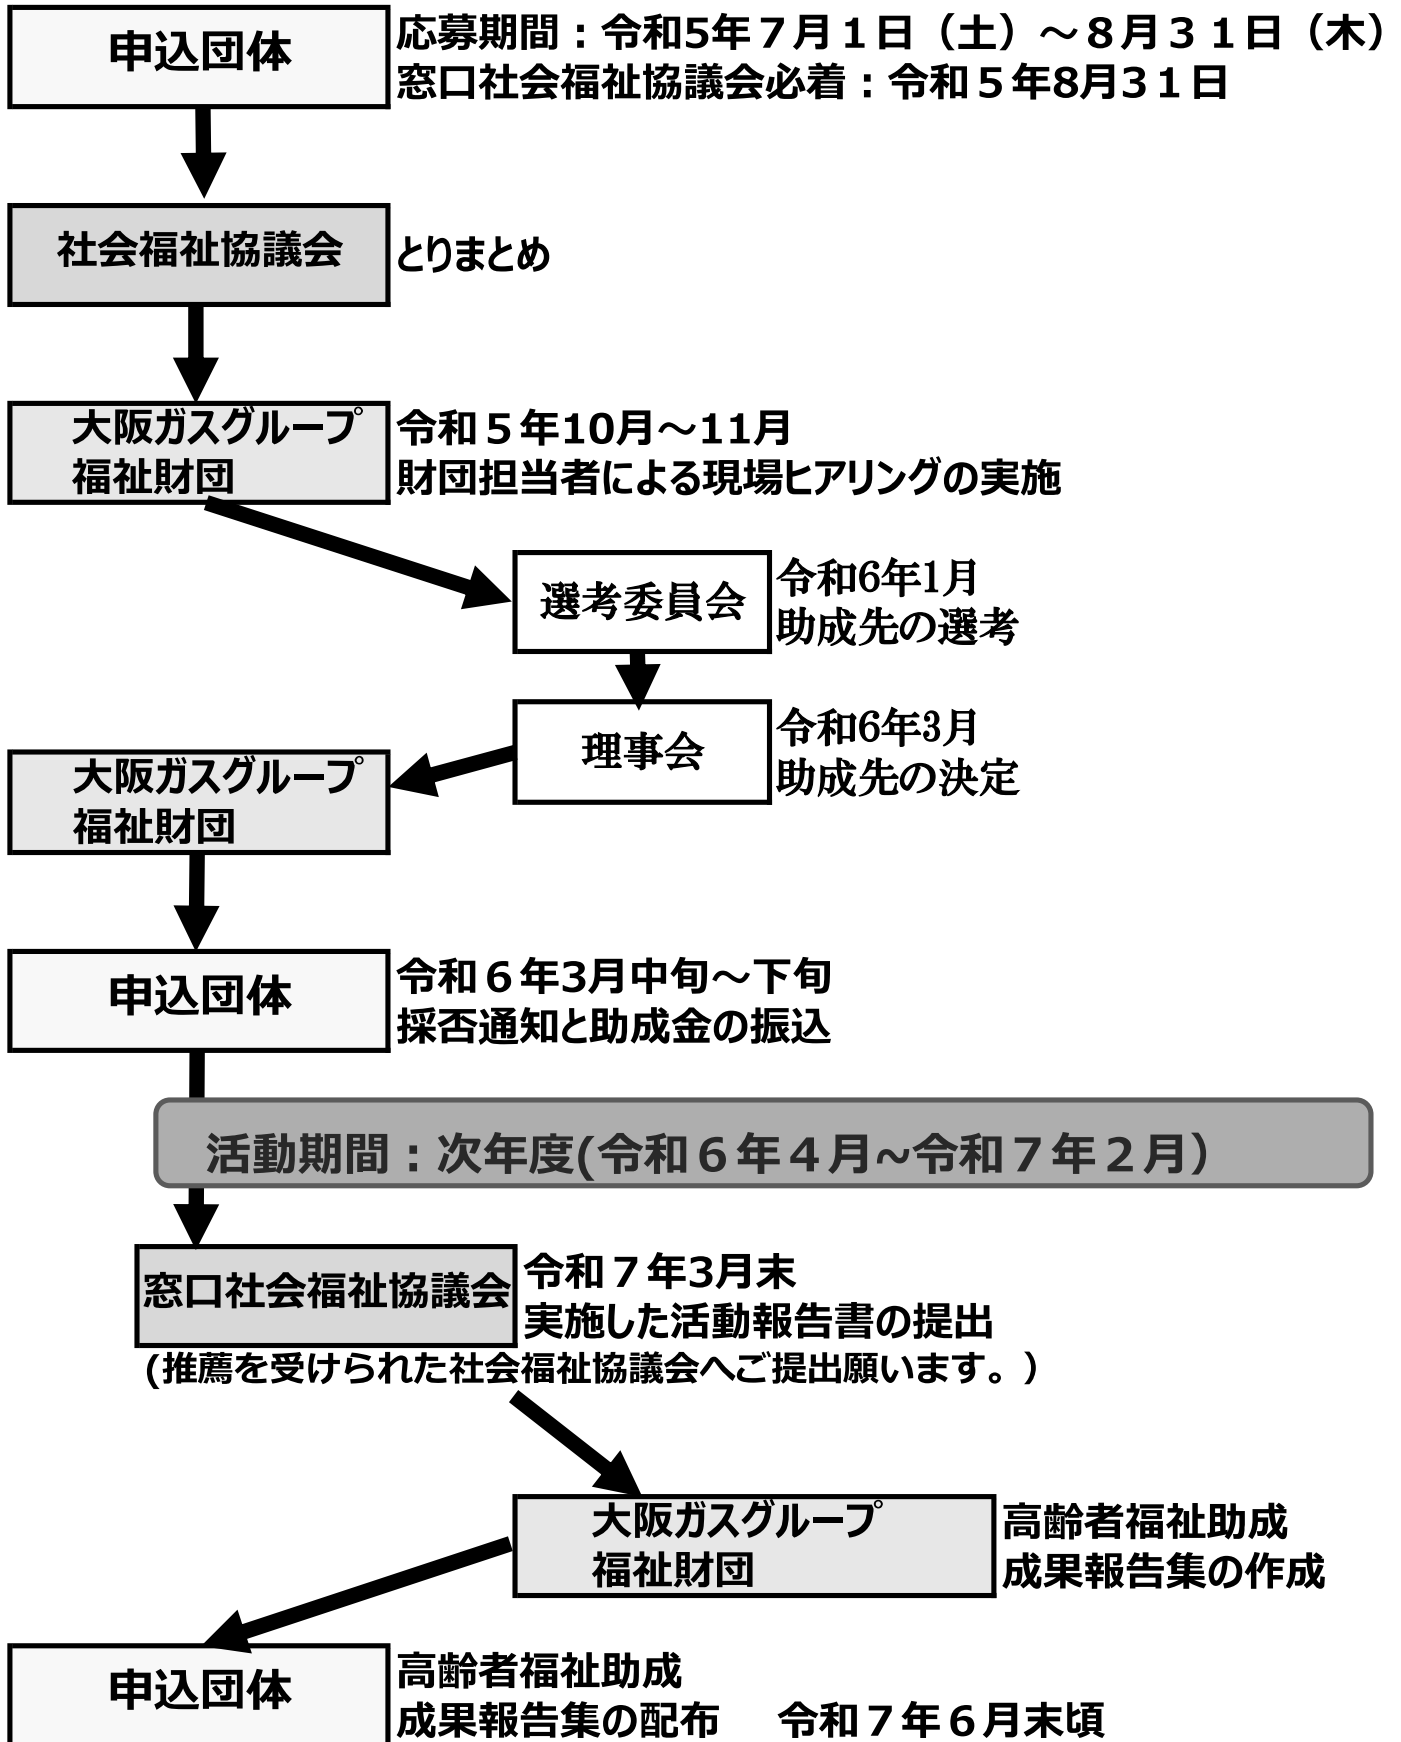 申込団体
応募期間：令和5年７月１日（土）～８月３１日（木）
窓口社会福祉協議会必着：令和５年8月3１日
社会福祉協議会
とりまとめ
大阪ガスグループ
福祉財団
令和５年10月～11月
財団担当者による現場ヒアリングの実施
選考委員会
令和6年1月
助成先の選考
理事会
令和6年3月
助成先の決定
大阪ガスグループ
福祉財団
申込団体
令和６年3月中旬～下旬
採否通知と助成金の振込
活動期間：次年度(令和６年４月~令和７年２月）
窓口社会福祉協議会
令和７年3月末
実施した活動報告書の提出
(推薦を受けられた社会福祉協議会へご提出願います。）
大阪ガスグループ
福祉財団
高齢者福祉助成
成果報告集の作成
申込団体
高齢者福祉助成
成果報告集の配布　令和７年６月末頃